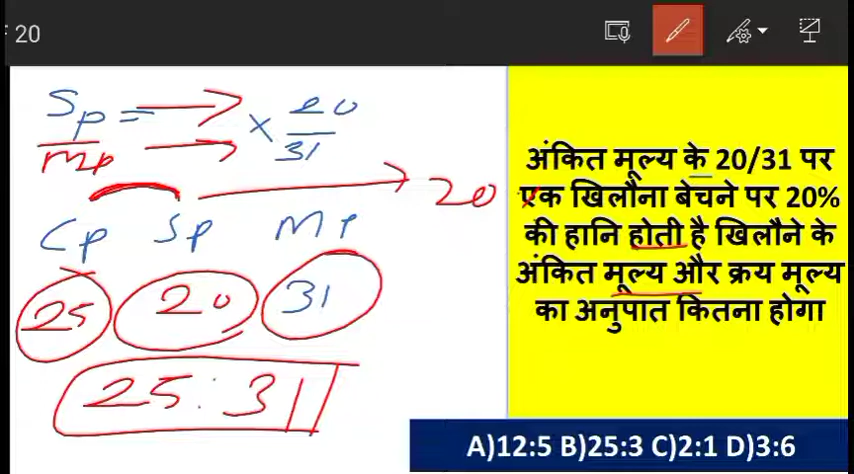 20
Sp = × 20
Mp 31
20
Cp Sp Mp
25 20 31
25:31
अंकित मूल्य के 20/31 पर
एक खिलौना बेचने पर 20%
की हानि होती है खिलौने के
अंकित मूल्य और क्रय मूल्य
का अनुपात कितना होगा
A)12:5 B)25:3 C)2:1 D)3:6